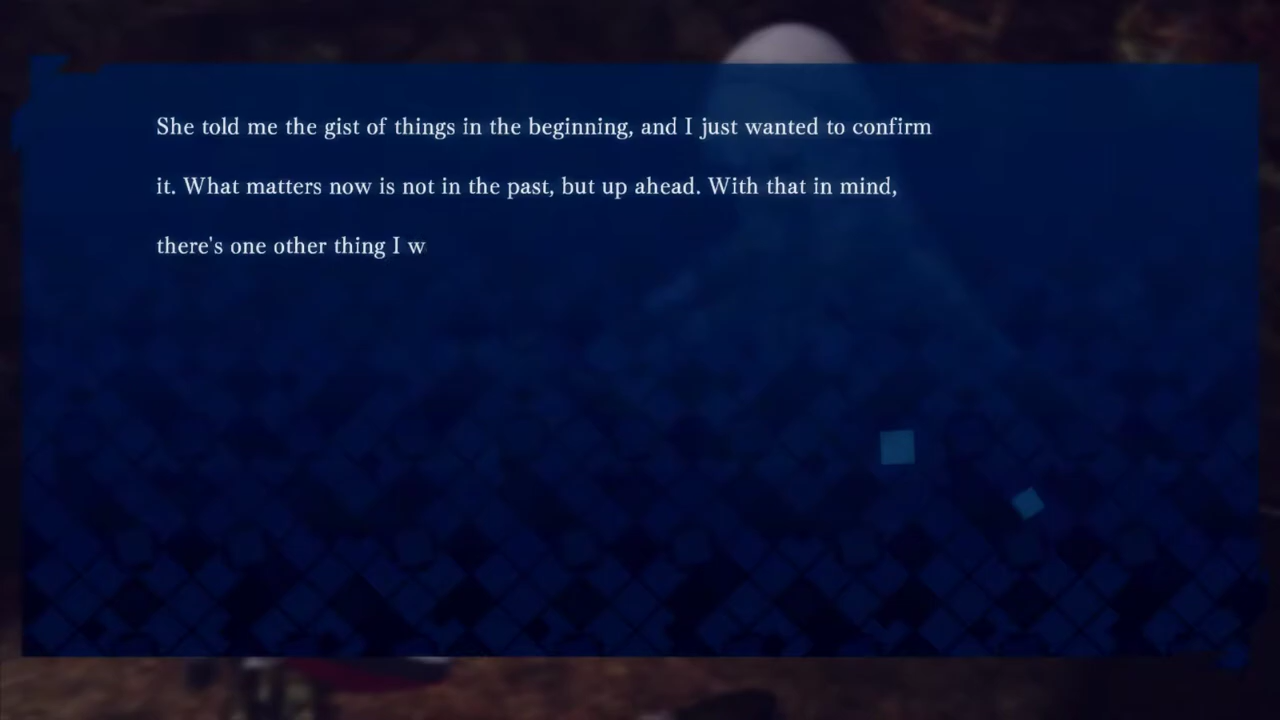 She told me the gist of things in the beginning, and I just wanted to confirm
it. What matters now is not in the past, but up ahead. With that in mind,
there's one other thing I w